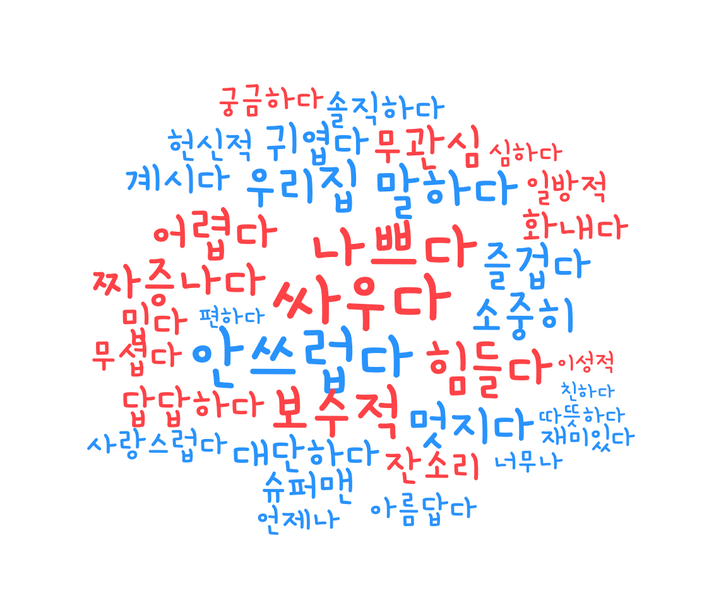 궁금하다 솔직하다
헌신적 귀엽다 무관심 심하다
계시다 우리집 말하다 일방적
어렵다 나쁘다 화내다
짜증나다 싸우다 즐겁다
밉다 편하다 소중히
무섭다 안쓰럽다 힘들다 이성적
친하다
답답하다 보수적 멋지다 따뜻하다
사랑스럽다 대단하다 잔소리 너무나 재미있다
슈퍼맨
언제나 아름답다